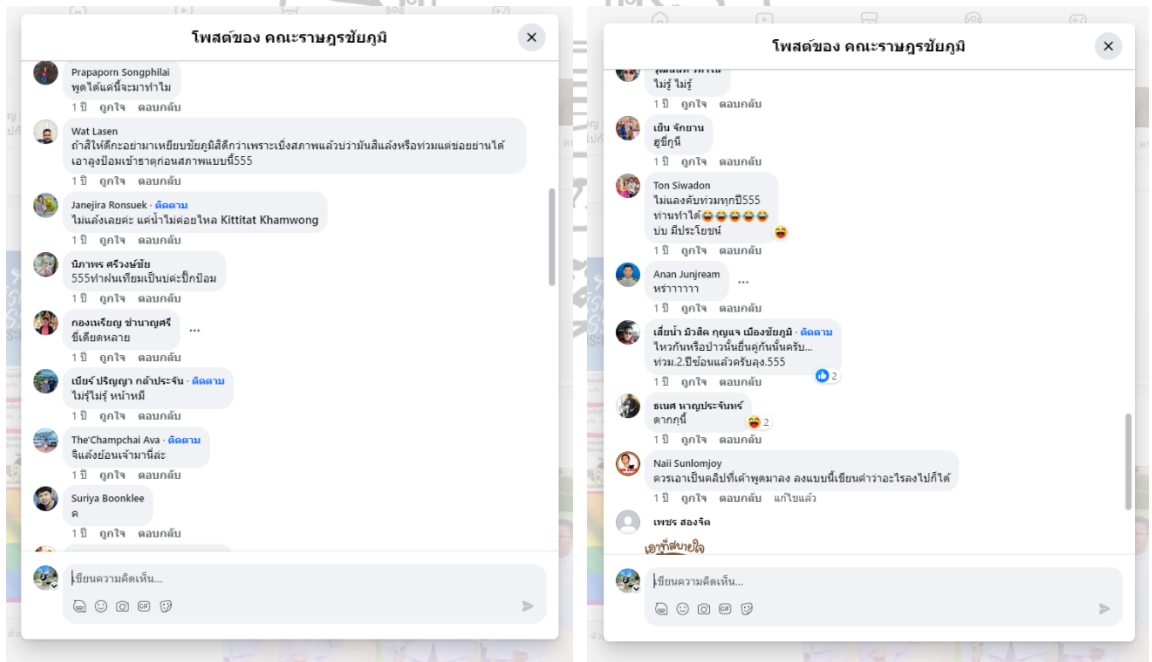 โพสต์ของ คณะราษฎรชัยภูมิ
Prapaporn Songphilai
พูดได้แค่นี้จะมาทำไม
1 ปี ถูกใจ ตอบกลับ
Wat Lasen
ถ้าสิให้ดีกะอย่ามาเหยียบชัยภูมิสิดีกว่าเพราะเบิ่งสภาพแล้วบ่ว่ามันสิแล้งหรือท่วมแต่ข่อยย่านได้
เอาลุงป้อมเข้าธาตุก่อนสภาพแบบนี้555
1 ปี ถูกใจ ตอบกลับ
Janejira Ronsuek · ติดตาม
ไม่แล้งเลยค่ะ แค่น้ำไม่ค่อยไหล Kittitat Khamwong
1 ปี ถูกใจ ตอบกลับ
นิภาพร ศรีวงษ์ชัย
555ทำฝนเทียมเป็นบ่ค่ะปิ๊กป้อม
1 ปี ถูกใจ ตอบกลับ
กองเหรียญ ชำนาญศรี
ขี่เดียดหลาย
1 ปี ถูกใจ ตอบกลับ
เบียร์ ปริญญา กล้าประจัน · ติดตาม
ไม่รู้ไม่รู้ หน้าหมี
1 ปี ถูกใจ ตอบกลับ
The'Champchai Ava · ติดตาม
จิแล้งย้อนเจ้ามานี่ล่ะ
1 ปี ถูกใจ ตอบกลับ
Suriya Boonklee
ค
1 ปี ถูกใจ ตอบกลับ
เขียนความคิดเห็น...
โพสต์ของ คณะราษฎรชัยภูมิ
ไม่รู้ ไม่รู้
1 ปี ถูกใจ ตอบกลับ
เย็น จักยาน
ฮูขี่กูนี
1 ปี ถูกใจ ตอบกลับ
Ton Siwadon
ไม่แลงดับท่วมทุกปี555
ท่านทำได้😂😂😂😂😂
บ่บ มีประโยชน์
1 ปี ถูกใจ ตอบกลับ
Anan Junjream
หร่าาาาาา
1 ปี ถูกใจ ตอบกลับ
เสี่ยน้ำ มิวสิค กุญแจ เมืองชัยภูมิ · ติดตาม
ไหวกันหรือป่าวนั้นยื่นคู่กันนั้นครับ...
ท่วม.2.ปีซ้อนแล้วครับลุง.555
2
1 ปี ถูกใจ ตอบกลับ
ธเนศ หาญประจันทร์
ดากกูนี้
2
1 ปี ถูกใจ ตอบกลับ
Naii Sunlomjoy
ควรเอาเป็นคลิปที่เค้าพูดมาลง ลงแบบนี้เขียนคำว่าอะไรลงไปก็ได้
1 ปี ถูกใจ ตอบกลับ แก้ไขแล้ว
เพชร สองจิต
เอาที่สบายใจ
เขียนความคิดเห็น...